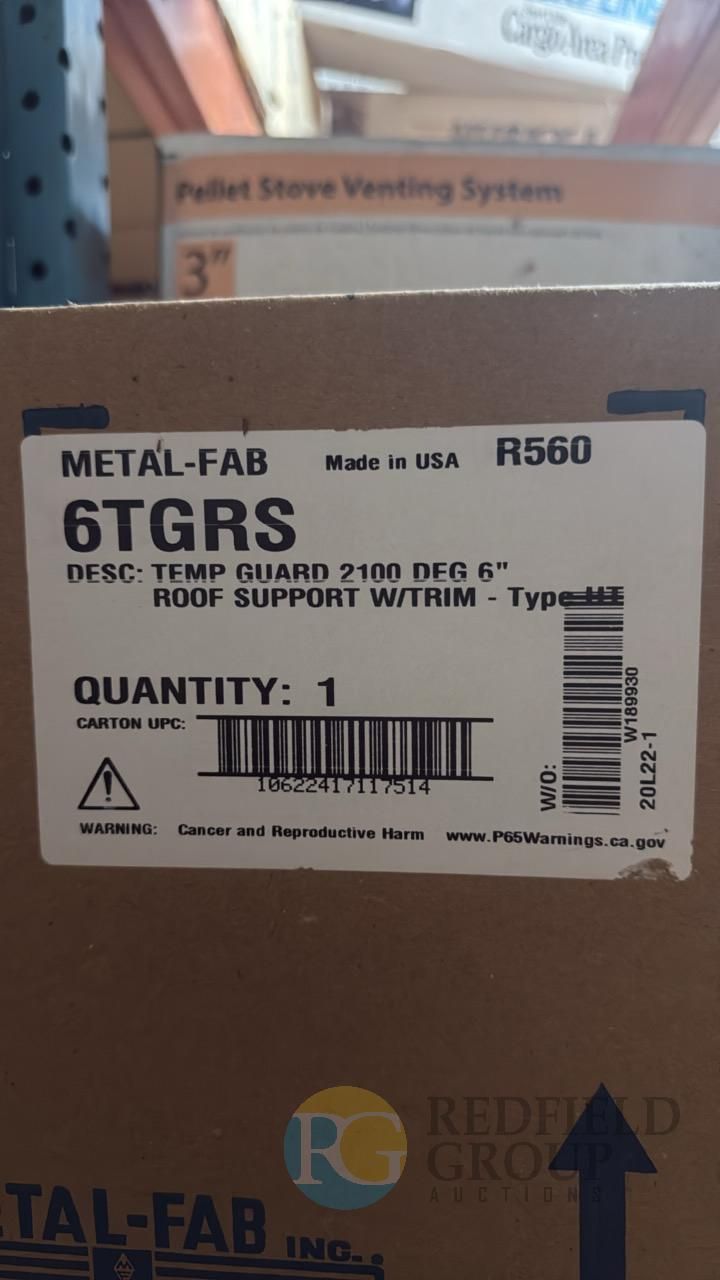 Cargo Area
Pellet Stove Venting System
3"
METAL-FAB Made in USA R560
6TGRS
DESC: TEMP GUARD 2100 DEG 6"
ROOF SUPPORT W/TRIM - Type HT
QUANTITY: 1
CARTON UPC:
10622417117514
W/O:
W189930
20L22-1
WARNING: Cancer and Reproductive Harm www.P65Warnings.ca.gov
RG REDFIELD
GROUP
AUCTIONS
TAL-FAB INC.